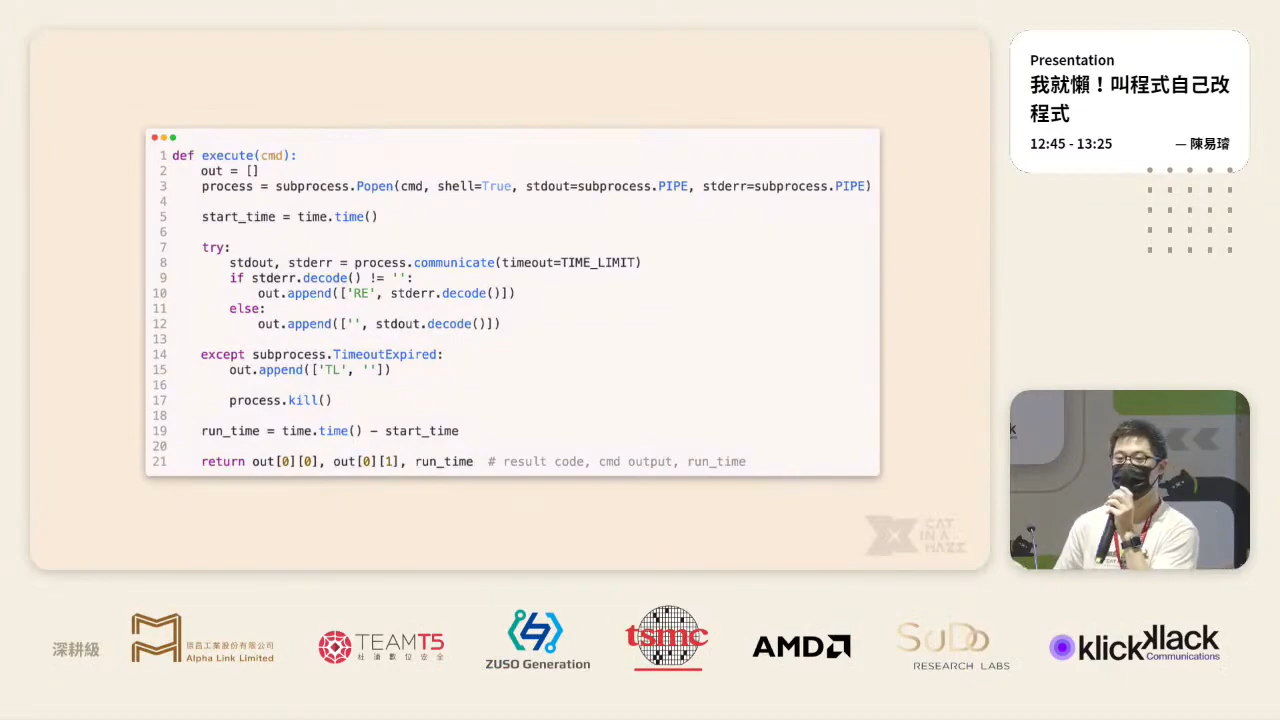 1 def execute(cmd):
2     out = []
3     process = subprocess.Popen(cmd, shell=True, stdout=subprocess.PIPE, stderr=subprocess.PIPE)
4
5     start_time = time.time()
6
7     try:
8         stdout, stderr = process.communicate(timeout=TIME_LIMIT)
9         if stderr.decode() != '':
10             out.append(['RE', stderr.decode()])
11         else:
12             out.append(['', stdout.decode()])
13
14     except subprocess.TimeoutExpired:
15         out.append(['TL', ''])
16
17         process.kill()
18
19     run_time = time.time() - start_time
20
21     return out[0][0], out[0][1], run_time  # result code, cmd output, run_time
CAT
IN A
MAZE
Presentation
我就懶！叫程式自己改
程式
12:45 - 13:25 — 陳易璿
深耕級
工業股份有限公司
Alpha Link Limited
TEAMT5
杜浦數位安全
ZUSO Generation
tsmc
AMD
SuDo
RESEARCH LABS
klickklack
Communications